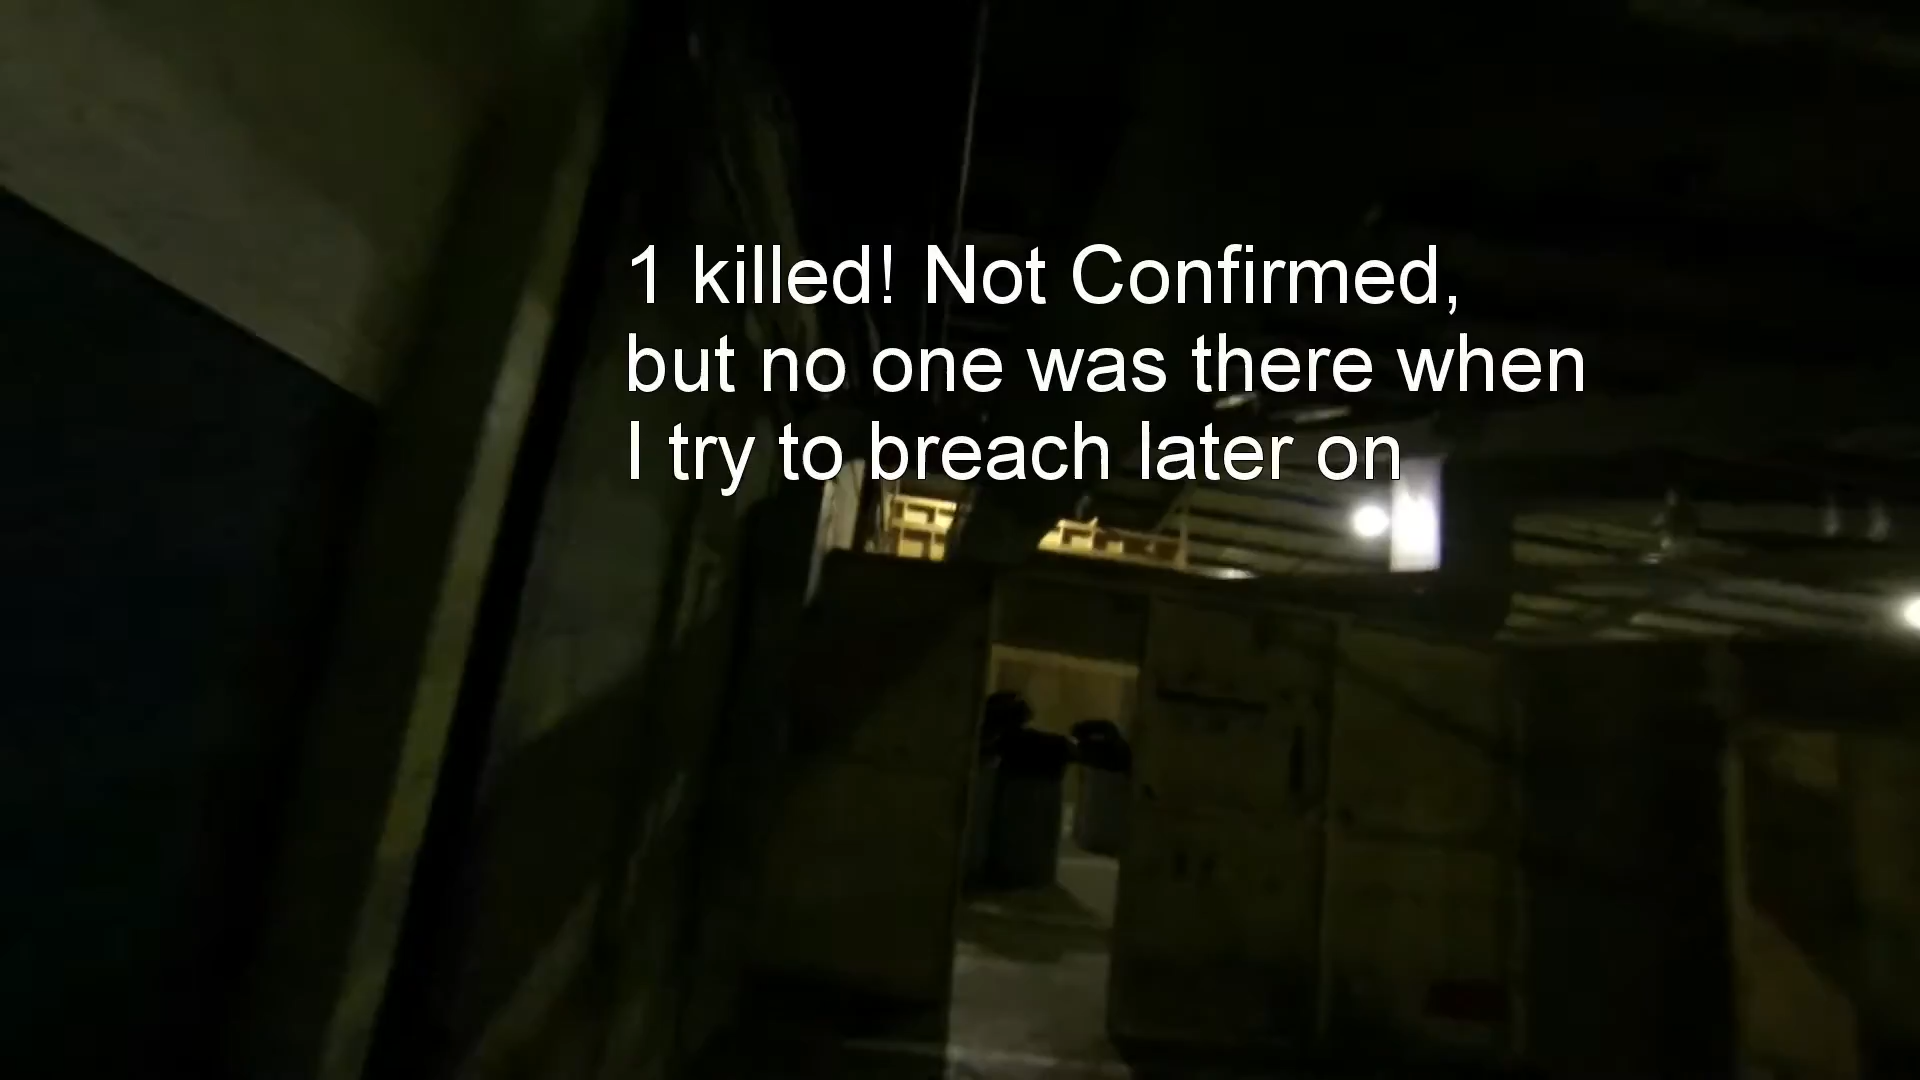 1 killed! Not Confirmed,
but no one was there when
I try to breach later on